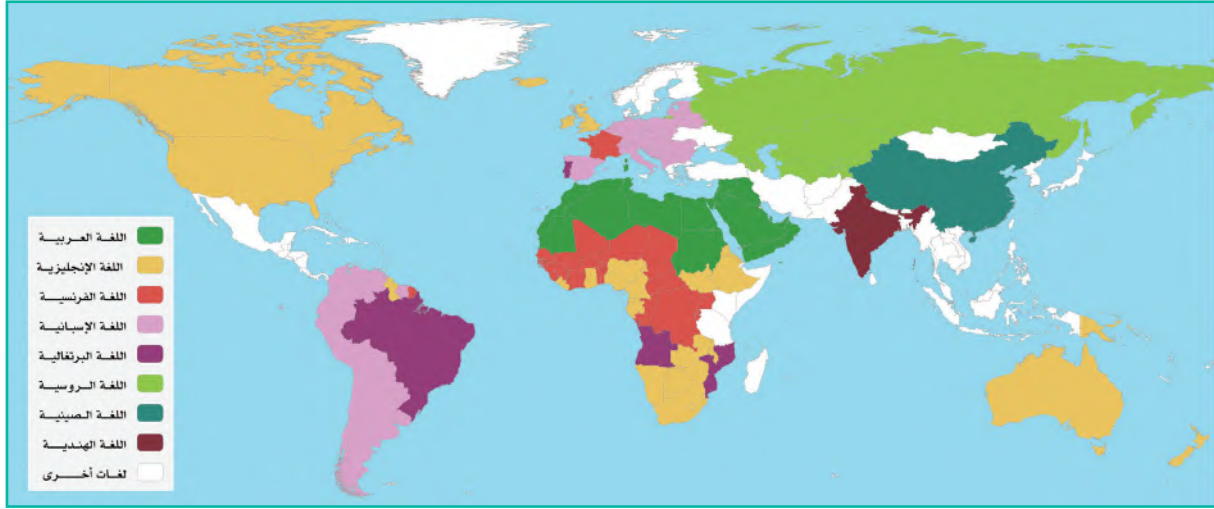 اللغة العربية
اللغة الإنجليزية
اللغة الفرنسية
اللغة الإسبانية
اللغة البرتغالية
اللغة الروسية
اللغة الصينية
اللغة الهندية
لغات أخرى